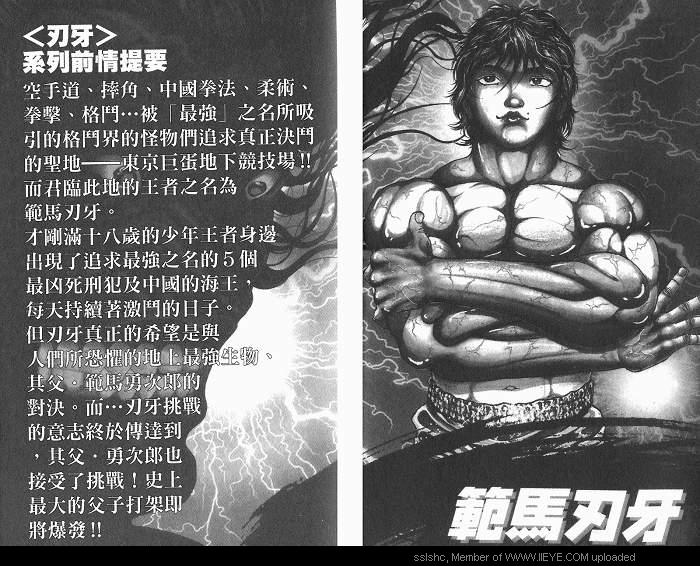 ＜刃牙＞
系列前情提要
空手道、摔角、中國拳法、柔術、
拳擊、格鬥…被「最強」之名所吸
引的格鬥界的怪物們追求真正決鬥
的聖地——東京巨蛋地下競技場!!
而君臨此地的王者之名為
範馬刃牙。
才剛滿十八歲的少年王者身邊
出現了追求最強之名的５個
最凶死刑犯及中國的海王，
每天持續著激鬥的日子。
但刃牙真正的希望是與
人們所恐懼的地上最強生物、
其父・範馬勇次郎的
對決。而…刃牙挑戰
的意志終於傳達到
，其父・勇次郎也
接受了挑戰！史上
最大的父子打架即
將爆發!!
範馬刃牙
sslshc, Member of WWW.IIEYE.COM uploaded